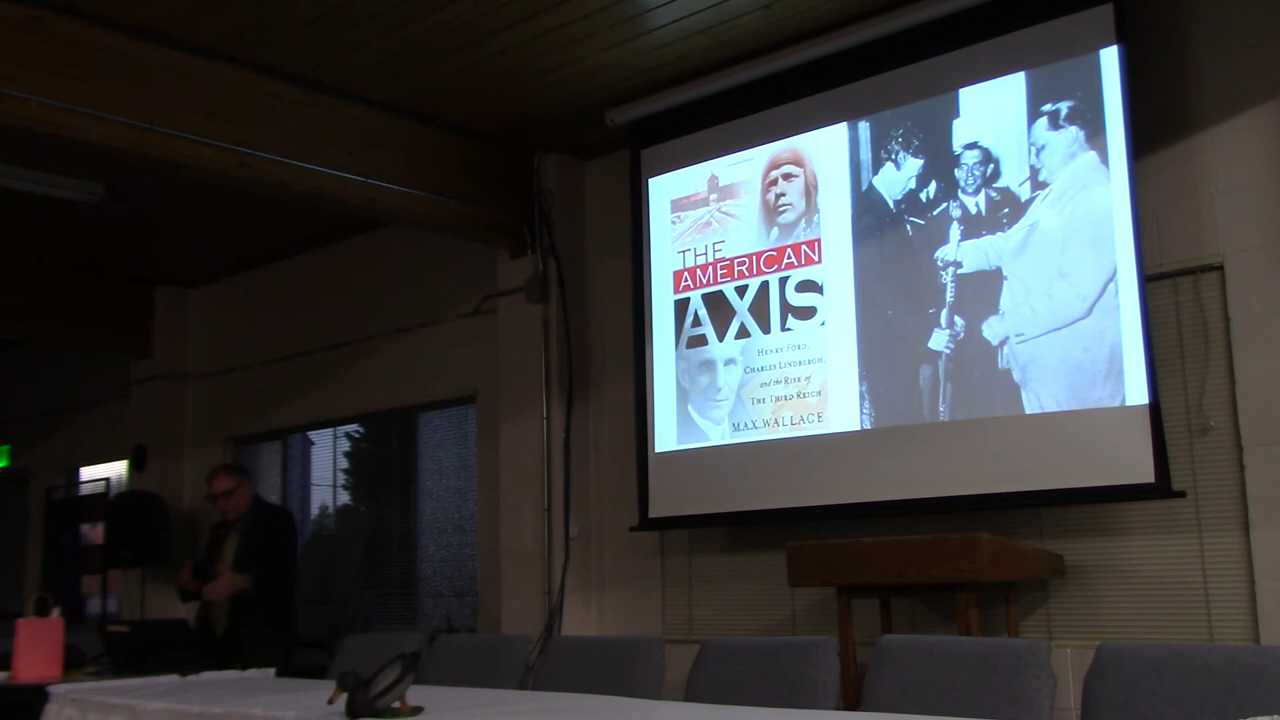 THE
AMERICAN
AXIS
HENRY FORD,
CHARLES LINDBERGH,
and the RISE of
THE THIRD REICH
MAX WALLACE